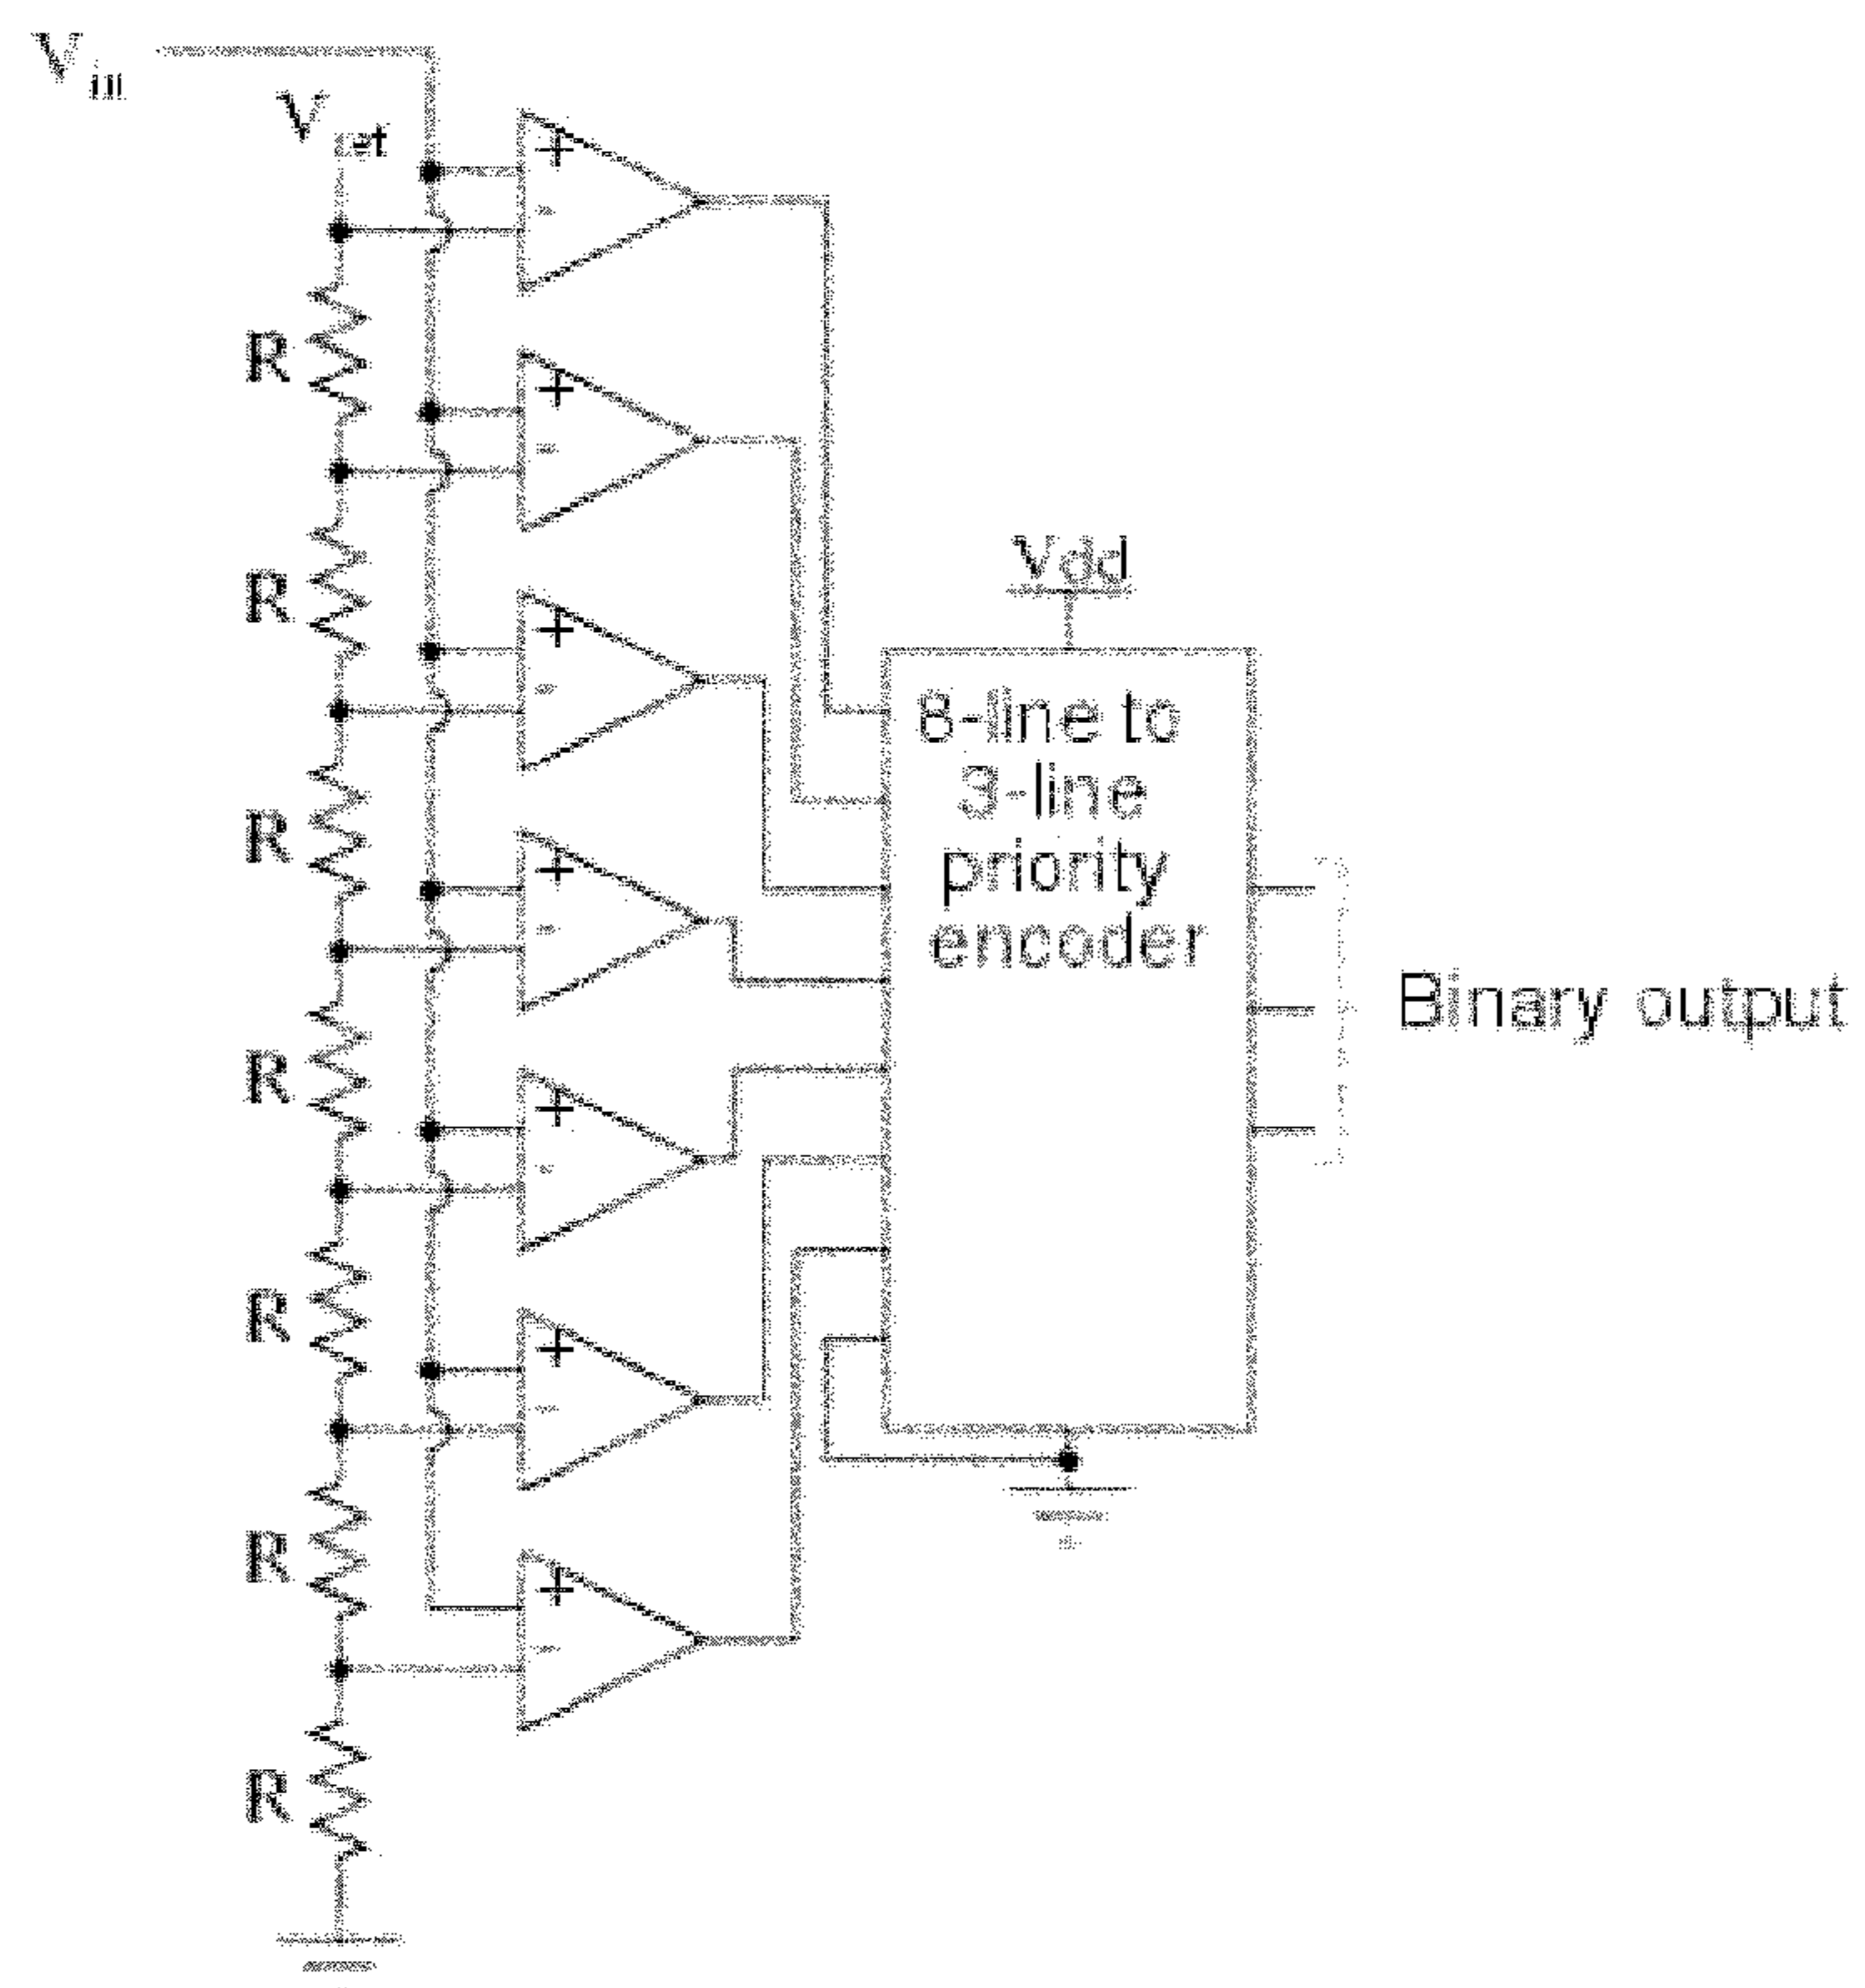 Vin
Vref
+
-
R
+
-
R
+
-
Vdd
8-line to
3-line
priority
encoder
R
+
-
Binary output
R
+
-
R
+
-
R
+
-
R